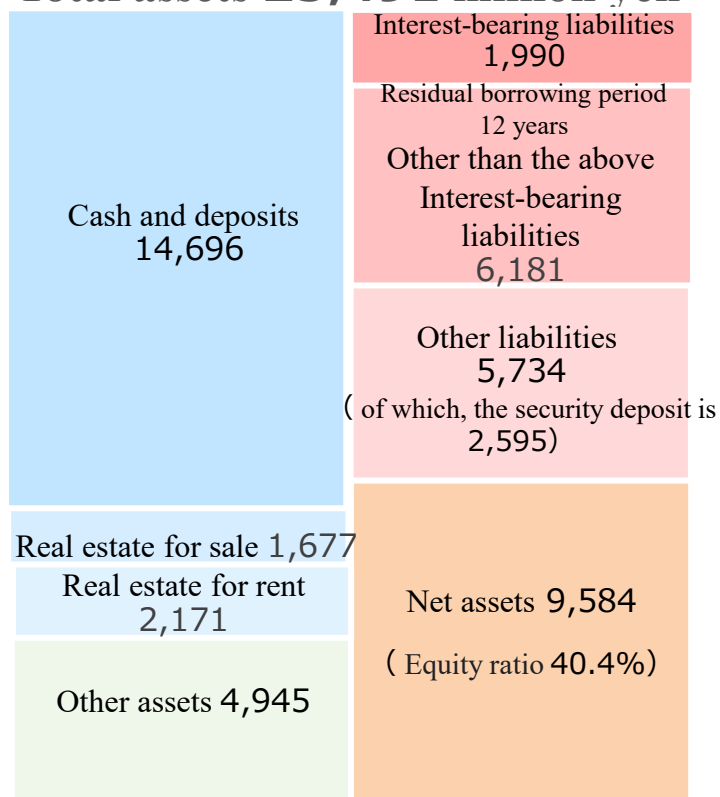 Cash and deposits
14,696
Real estate for sale 1,677
Real estate for rent
2,171
Other assets 4,945
Interest-bearing liabilities
1,990
Residual borrowing period
12 years
Other than the above
Interest-bearing
liabilities
6,181
Other liabilities
5,734
( of which, the security deposit is
2,595)
Net assets 9,584
( Equity ratio 40.4%)